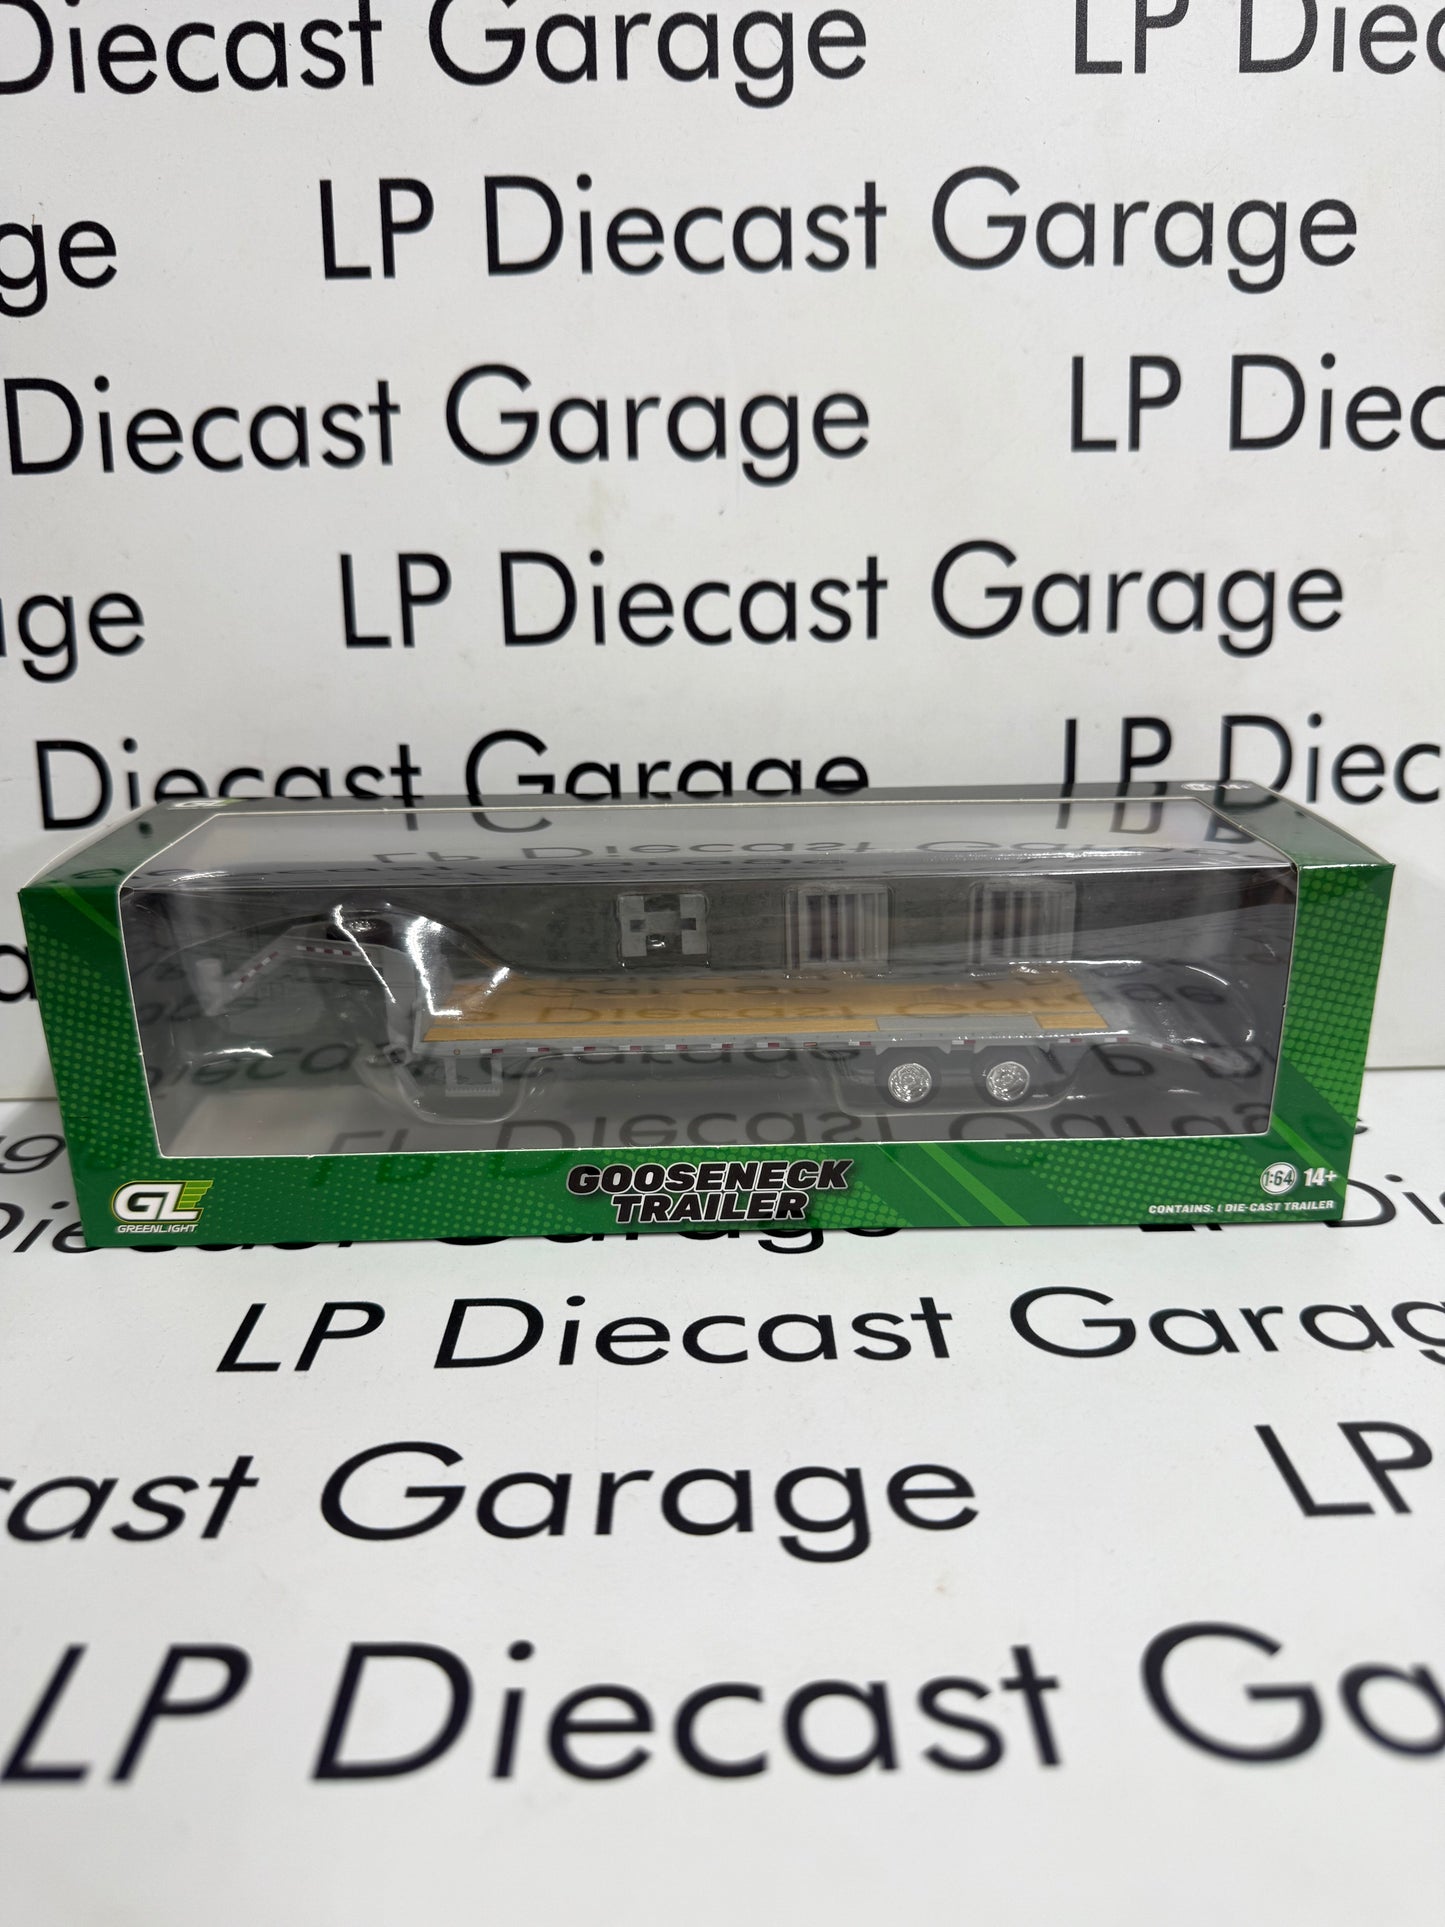 Diecast Garage LP Diec
ge LP Diecast Garage
Diecast Garage LP Diec
ge LP Diecast Garage
Diecast Garage LP Diec
GL
GREENLIGHT
GOOSENECK
TRAILER
1:64 14+
CONTAINS: 1 DIE-CAST TRAILER
LP Diecast Garag
cast Garage LP
LP Diecast Ga